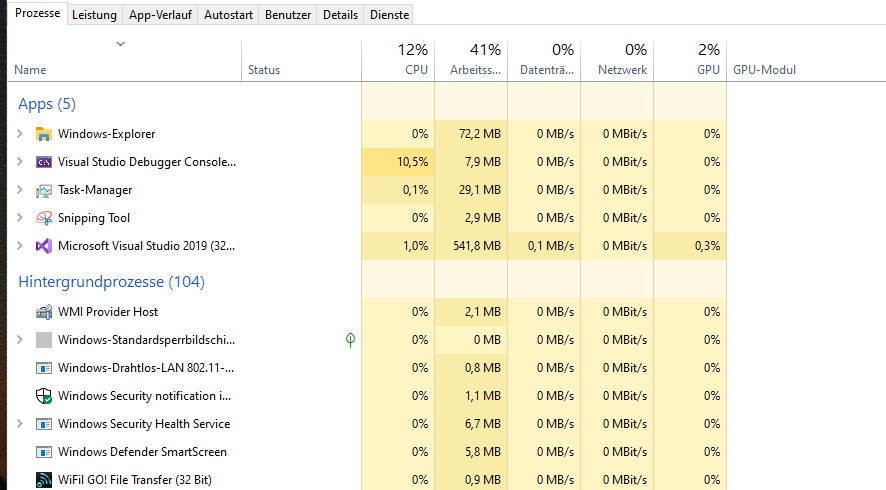 Prozesse Leistung App-Verlauf Autostart Benutzer Details Dienste
12% 41% 0% 0% 2%
Name Status CPU Arbeitss... Datenträ... Netzwerk GPU GPU-Modul
Apps (5)
Windows-Explorer 0% 72,2 MB 0 MB/s 0 MBit/s 0%
Visual Studio Debugger Console... 10,5% 7,9 MB 0 MB/s 0 MBit/s 0%
Task-Manager 0,1% 29,1 MB 0 MB/s 0 MBit/s 0%
Snipping Tool 0% 2,9 MB 0 MB/s 0 MBit/s 0%
Microsoft Visual Studio 2019 (32... 1,0% 541,8 MB 0,1 MB/s 0 MBit/s 0,3%
Hintergrundprozesse (104)
WMI Provider Host 0% 2,1 MB 0 MB/s 0 MBit/s 0%
Windows-Standardsperrbildschi... 0% 0 MB 0 MB/s 0 MBit/s 0%
Windows-Drahtlos-LAN 802.11-... 0% 0,8 MB 0 MB/s 0 MBit/s 0%
Windows Security notification i... 0% 1,1 MB 0 MB/s 0 MBit/s 0%
Windows Security Health Service 0% 6,7 MB 0 MB/s 0 MBit/s 0%
Windows Defender SmartScreen 0% 5,8 MB 0 MB/s 0 MBit/s 0%
WiFil GO! File Transfer (32 Bit) 0% 0,9 MB 0 MB/s 0 MBit/s 0%